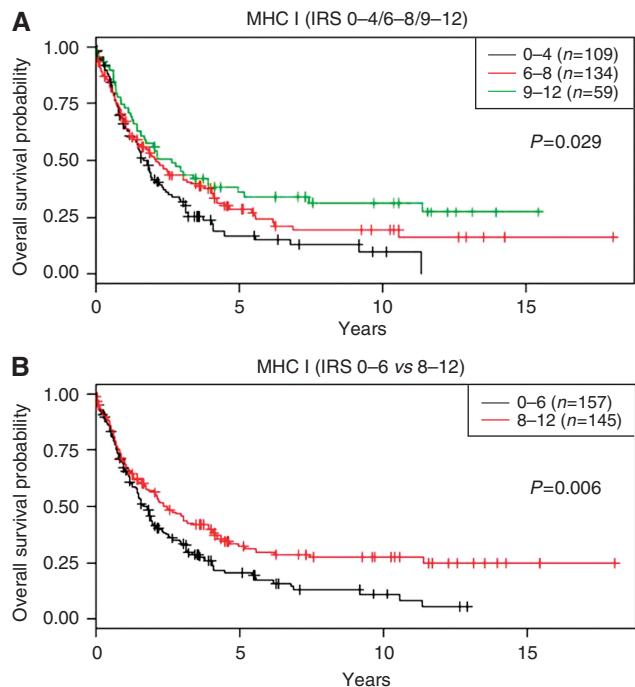 A
MHC I (IRS 0–4/6–8/9–12)
Overall survival probability
1.00
0.75
0.50
0.25
0.00
0–4 (n=109)
6–8 (n=134)
9–12 (n=59)
P=0.029
0 5 10 15
Years
B
MHC I (IRS 0–6 vs 8–12)
Overall survival probability
1.00
0.75
0.50
0.25
0.00
0–6 (n=157)
8–12 (n=145)
P=0.006
0 5 10 15
Years